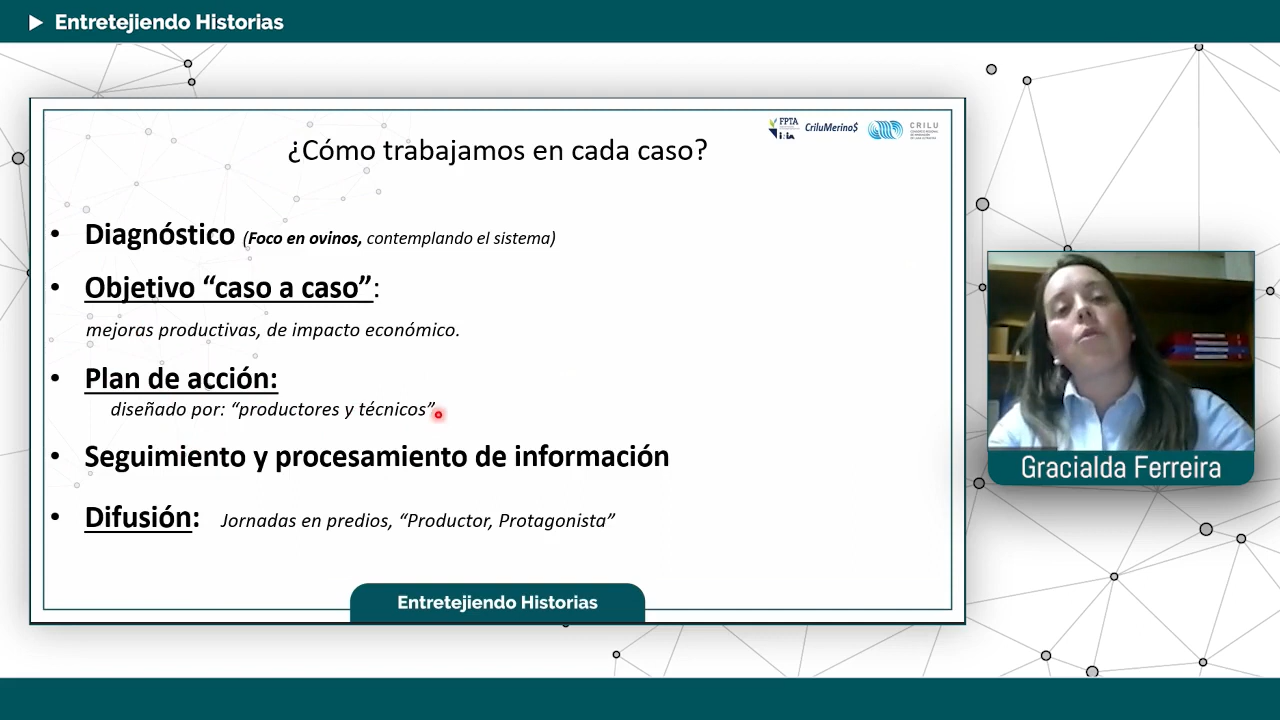 Entretejiendo Historias
FPTA
CriluMerino$
CRILU
¿Cómo trabajamos en cada caso?
• Diagnóstico (Foco en ovinos, contemplando el sistema)
• Objetivo “caso a caso”:
mejoras productivas, de impacto económico.
• Plan de acción:
diseñado por: “productores y técnicos”
• Seguimiento y procesamiento de información
• Difusión: Jornadas en predios, “Productor, Protagonista”
Gracialda Ferreira
Entretejiendo Historias